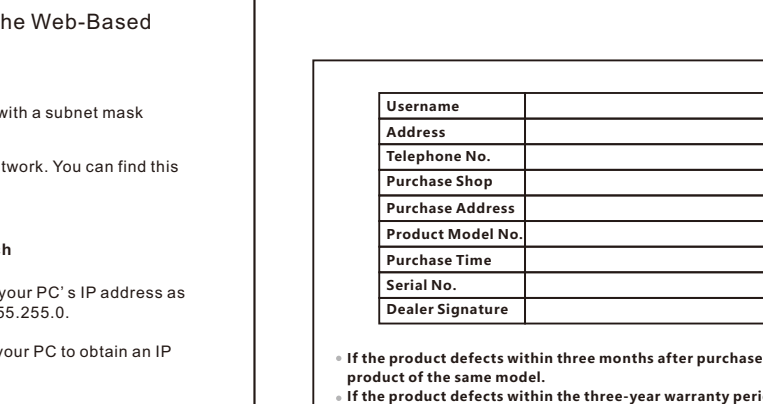 he Web-Based
with a subnet mask
twork. You can find this
h
your PC' s IP address as
55.255.0.
your PC to obtain an IP
Username
Address
Telephone No.
Purchase Shop
Purchase Address
Product Model No.
Purchase Time
Serial No.
Dealer Signature
If the product defects within three months after purchase
product of the same model.
If the product defects within the three-year warranty peri